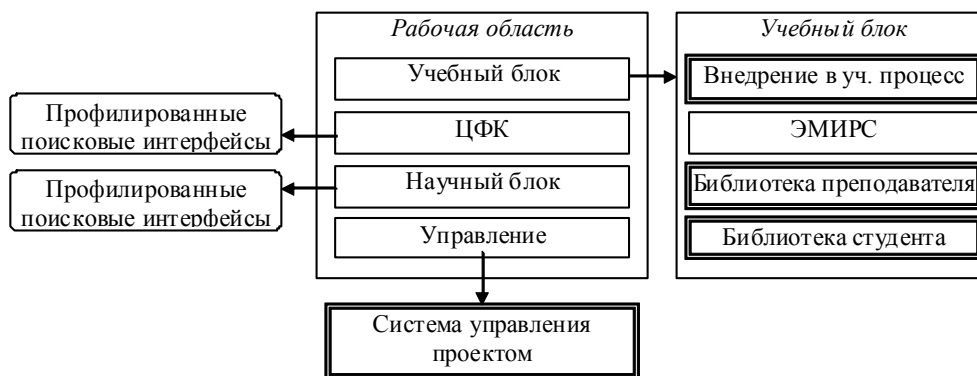 Рабочая область
Учебный блок
ЦФК
Научный блок
Управление
Учебный блок
Внедрение в уч. процесс
ЭМИРС
Библиотека преподавателя
Библиотека студента
Профилированные
поисковые интерфейсы
Профилированные
поисковые интерфейсы
Система управления
проектом